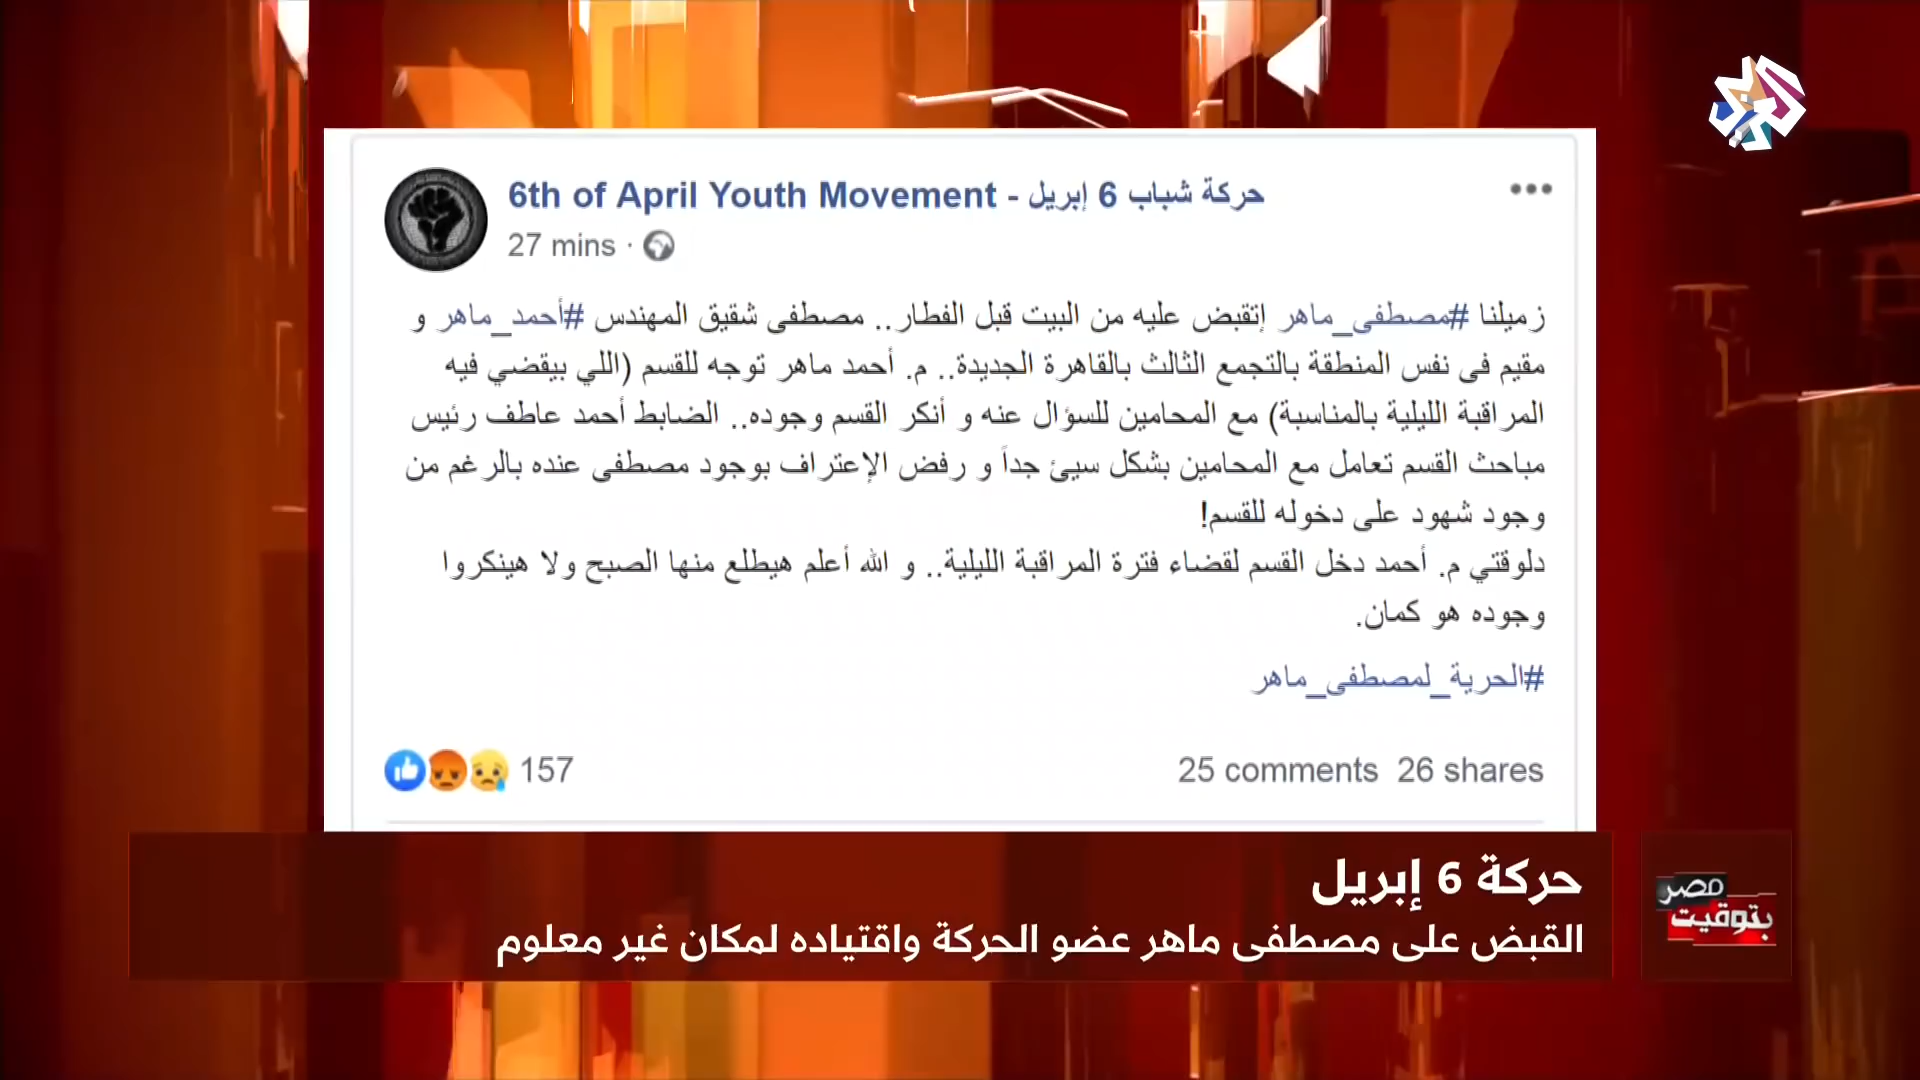 6th of April Youth Movement - حركة شباب 6 إبريل
27 mins ·
زميلنا #مصطفى_ماهر إتقبض عليه من البيت قبل الفطار.. مصطفى شقيق المهندس #أحمد_ماهر و
مقيم فى نفس المنطقة بالتجمع الثالث بالقاهرة الجديدة.. م. أحمد ماهر توجه للقسم (اللي بيقضي فيه
المراقبة الليلية بالمناسبة) مع المحامين للسؤال عنه و أنكر القسم وجوده.. الضابط أحمد عاطف رئيس
مباحث القسم تعامل مع المحامين بشكل سيئ جداً و رفض الإعتراف بوجود مصطفى عنده بالرغم من
وجود شهود على دخوله للقسم!
دلوقتي م. أحمد دخل القسم لقضاء فترة المراقبة الليلية.. و الله أعلم هيطلع منها الصبح ولا هينكروا
وجوده هو كمان.
#الحرية_لمصطفى_ماهر
157 25 comments 26 shares
حركة 6 إبريل
القبض على مصطفى ماهر عضو الحركة واقتياده لمكان غير معلوم
مصر
بتوقيت